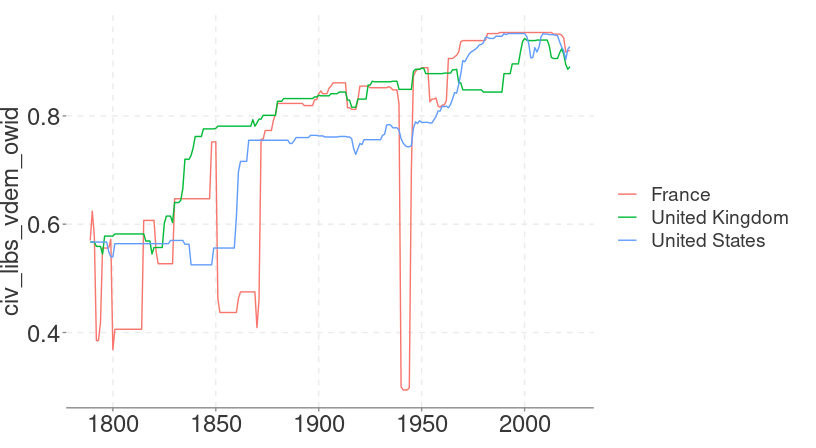 civ_libs_vdem_owid
0.8
0.6
0.4
1800 1850 1900 1950 2000
France
United Kingdom
United States